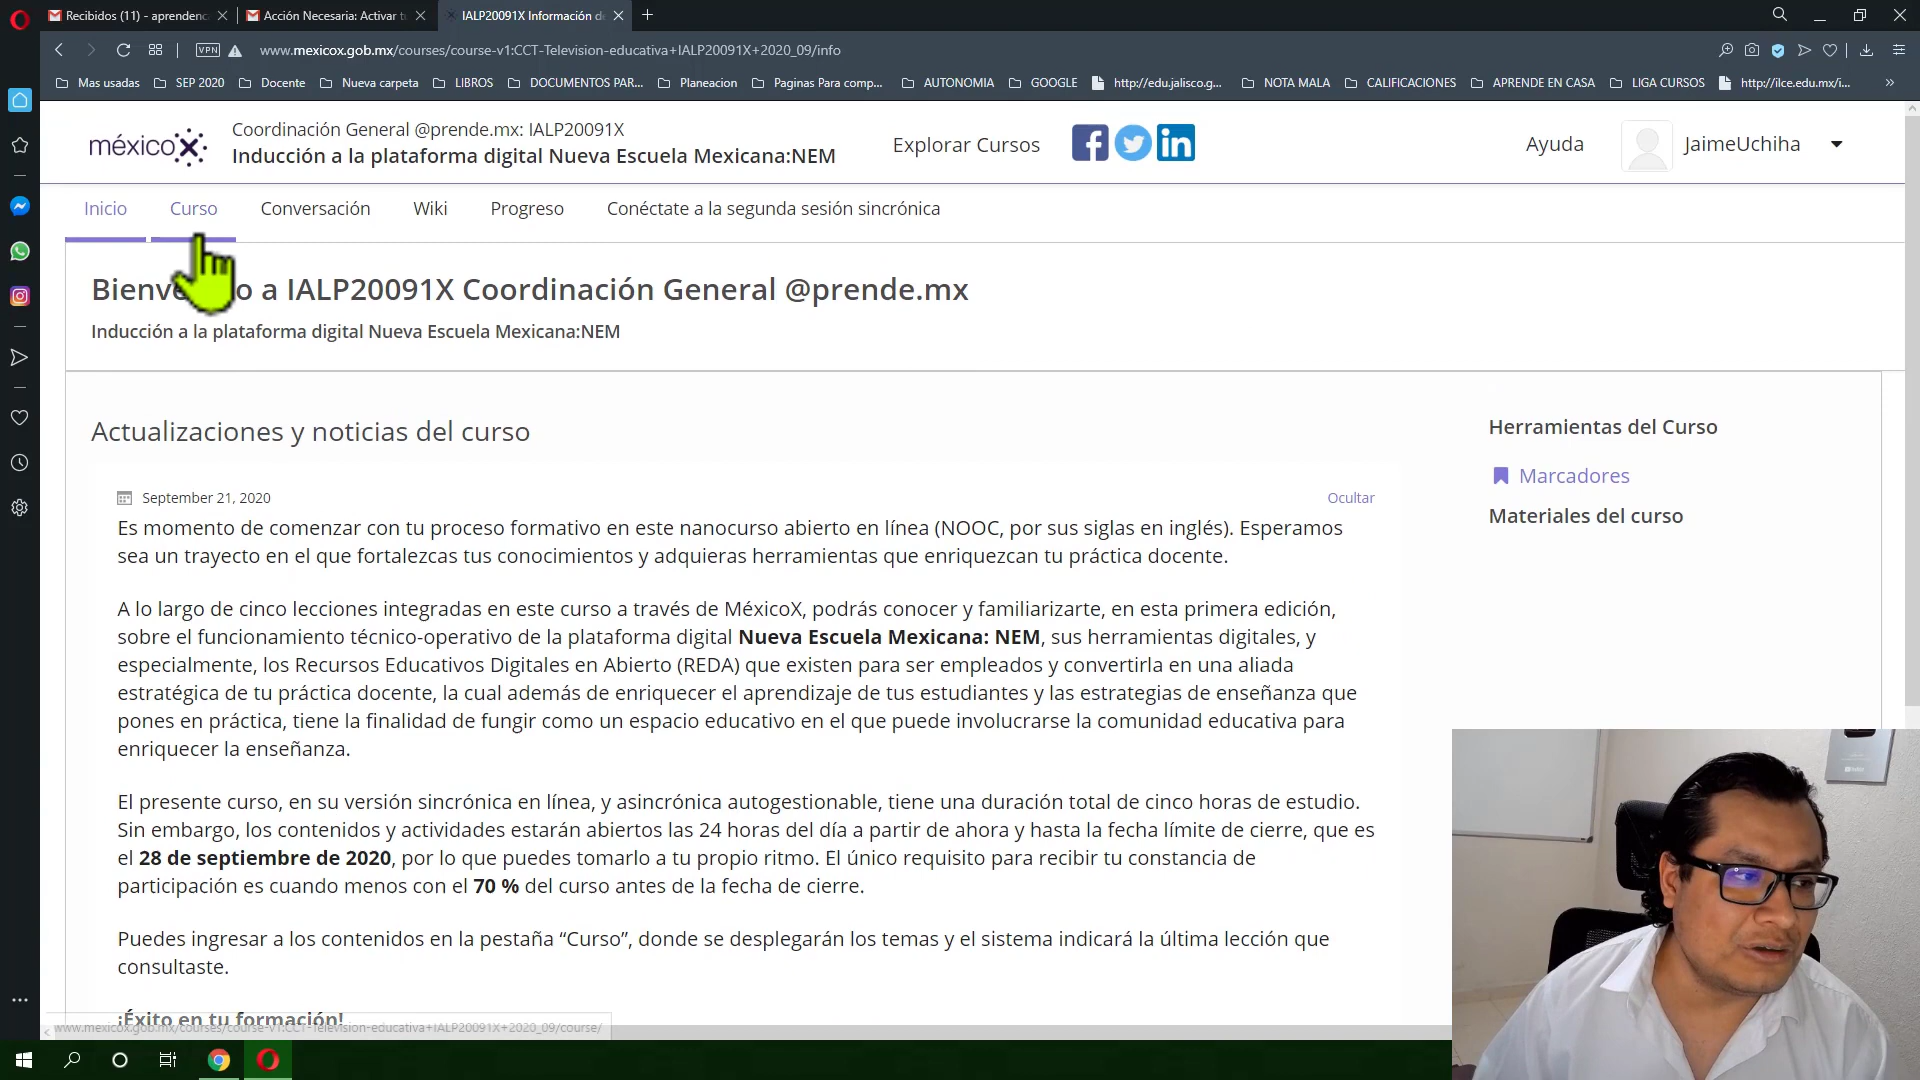 Recibidos (11) - aprendenc
Acción Necesaria: Activar tu
IALP20091X Información de
VPN
www.mexicox.gob.mx/courses/course-v1:CCT-Television-educativa+IALP20091X+2020_09/info
Mas usadas
SEP 2020
Docente
Nueva carpeta
LIBROS
DOCUMENTOS PAR...
Planeacion
Paginas Para comp...
AUTONOMIA
GOOGLE
http://edu.jalisco.g...
NOTA MALA
CALIFICACIONES
APRENDE EN CASA
LIGA CURSOS
http://ilce.edu.mx/i...
méxicoX
Coordinación General @prende.mx: IALP20091X
Inducción a la plataforma digital Nueva Escuela Mexicana:NEM
Explorar Cursos
Ayuda
JaimeUchiha
Inicio
Curso
Conversación
Wiki
Progreso
Conéctate a la segunda sesión sincrónica
Bienve o a IALP20091X Coordinación General @prende.mx
Inducción a la plataforma digital Nueva Escuela Mexicana:NEM
Actualizaciones y noticias del curso
September 21, 2020
Ocultar
Es momento de comenzar con tu proceso formativo en este nanocurso abierto en línea (NOOC, por sus siglas en inglés). Esperamos
sea un trayecto en el que fortalezcas tus conocimientos y adquieras herramientas que enriquezcan tu práctica docente.
A lo largo de cinco lecciones integradas en este curso a través de MéxicoX, podrás conocer y familiarizarte, en esta primera edición,
sobre el funcionamiento técnico-operativo de la plataforma digital Nueva Escuela Mexicana: NEM, sus herramientas digitales, y
especialmente, los Recursos Educativos Digitales en Abierto (REDA) que existen para ser empleados y convertirla en una aliada
estratégica de tu práctica docente, la cual además de enriquecer el aprendizaje de tus estudiantes y las estrategias de enseñanza que
pones en práctica, tiene la finalidad de fungir como un espacio educativo en el que puede involucrarse la comunidad educativa para
enriquecer la enseñanza.
El presente curso, en su versión sincrónica en línea, y asincrónica autogestionable, tiene una duración total de cinco horas de estudio.
Sin embargo, los contenidos y actividades estarán abiertos las 24 horas del día a partir de ahora y hasta la fecha límite de cierre, que es
el 28 de septiembre de 2020, por lo que puedes tomarlo a tu propio ritmo. El único requisito para recibir tu constancia de
participación es cuando menos con el 70 % del curso antes de la fecha de cierre.
Puedes ingresar a los contenidos en la pestaña “Curso”, donde se desplegarán los temas y el sistema indicará la última lección que
consultaste.
¡Éxito en tu formación!
Herramientas del Curso
Marcadores
Materiales del curso
www.mexicox.gob.mx/courses/course-v1:CCT-Television-educativa+IALP20091X+2020_09/course/